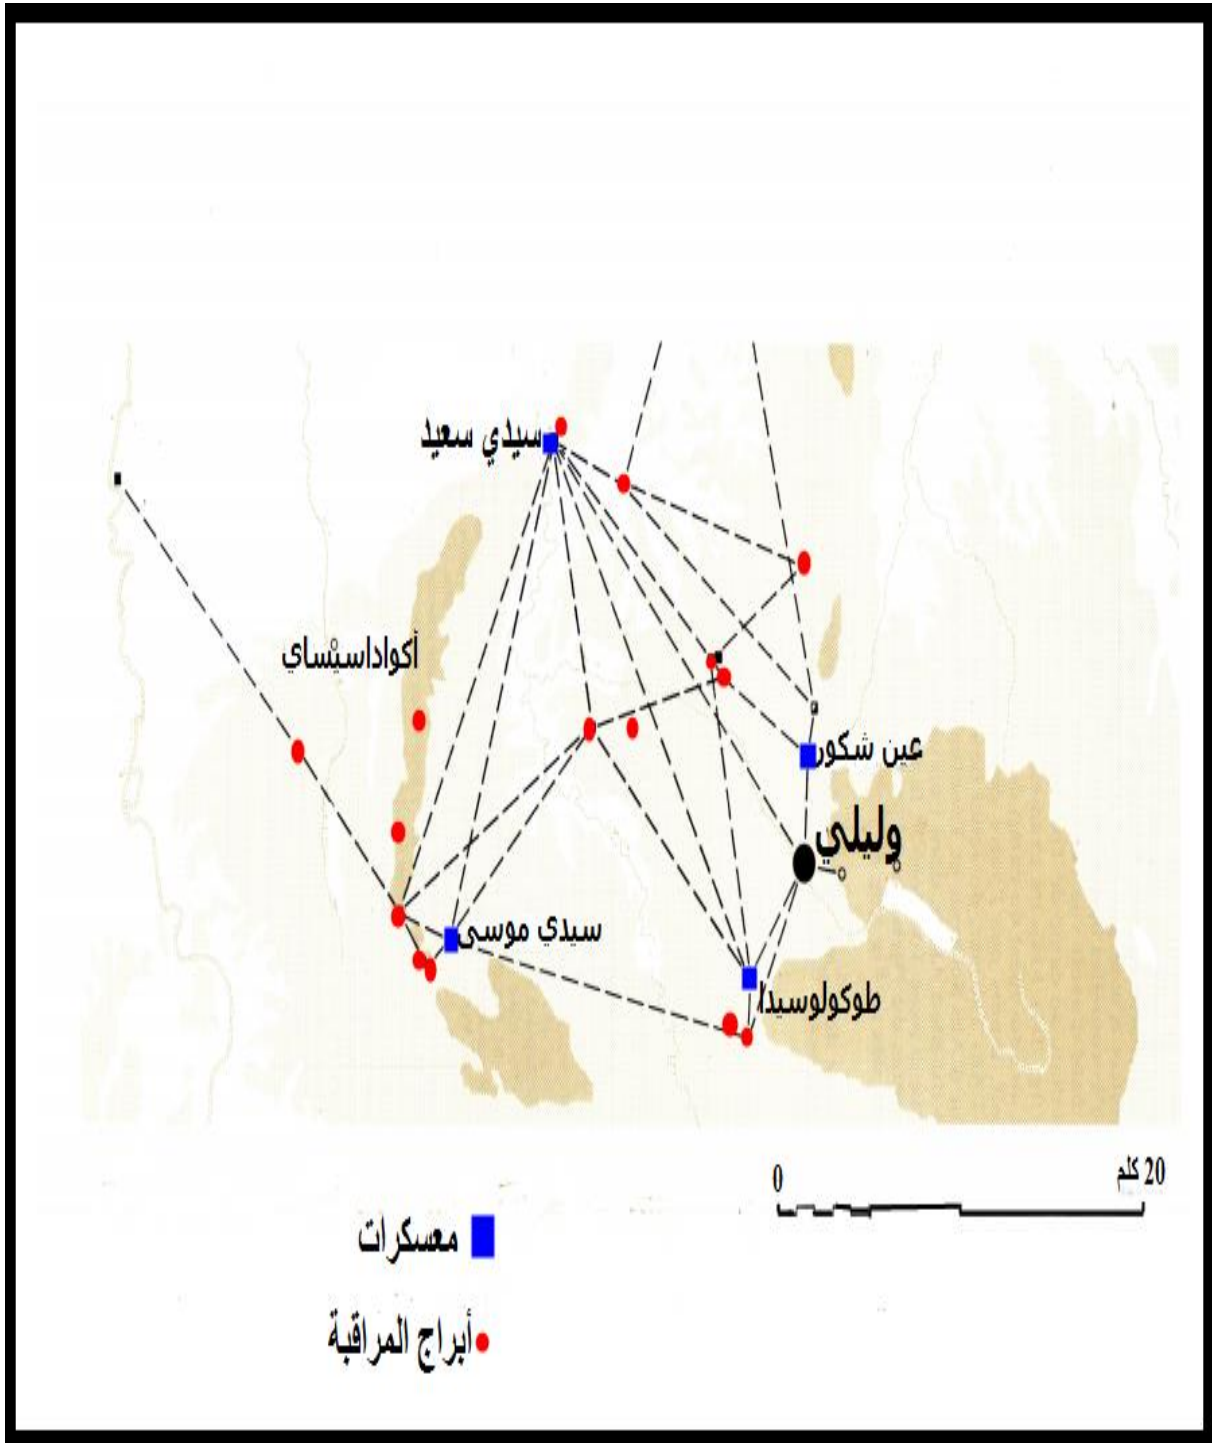 سيدي سعيد
أكواداسيساي
عين شكور
وليلي
سيدي موسى
طوكولوسيدا
0
20 كلم
معسكرات
أبراج المراقبة